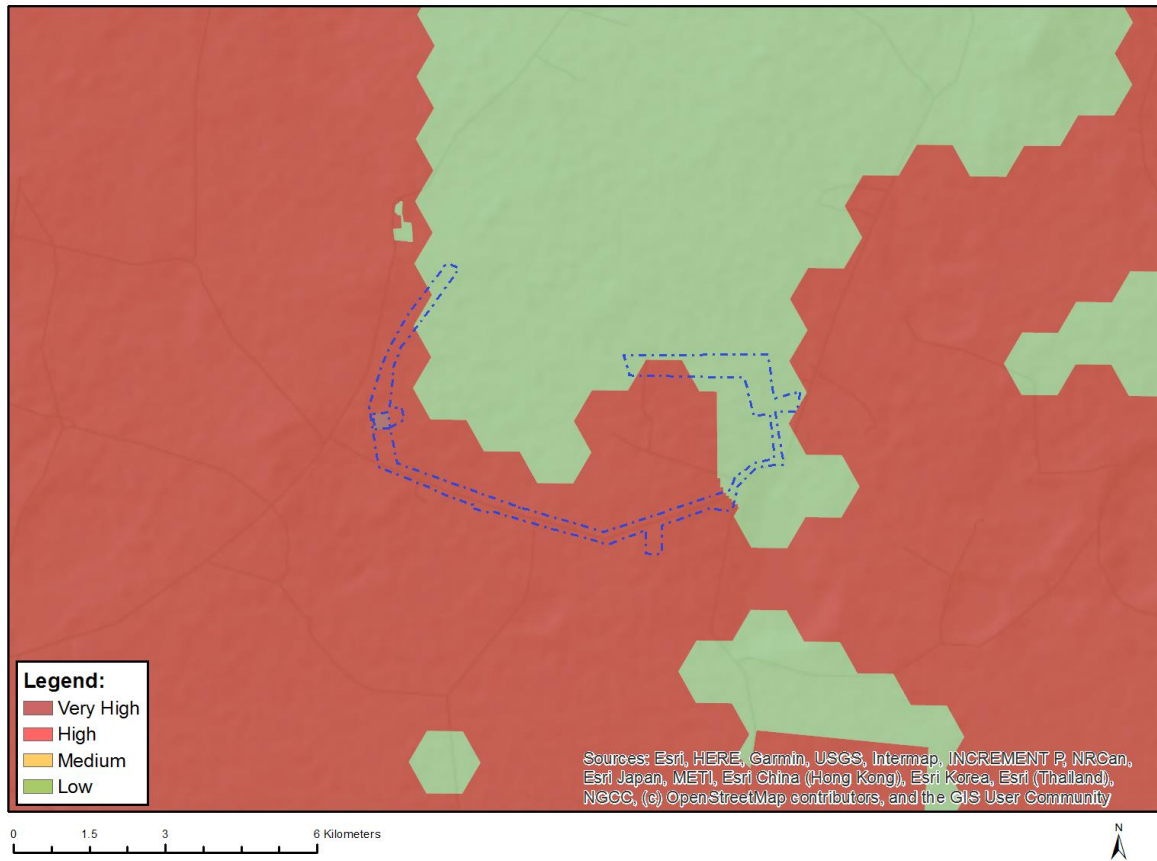 Legend:
Very High
High
Medium
Low
Sources: Esri, HERE, Garmin, USGS, Intermap, INCREMENT P, NRCan,
Esri Japan, METI, Esri China (Hong Kong), Esri Korea, Esri (Thailand),
NGCC, (c) OpenStreetMap contributors, and the GIS User Community
0 1.5 3 6 Kilometers
N